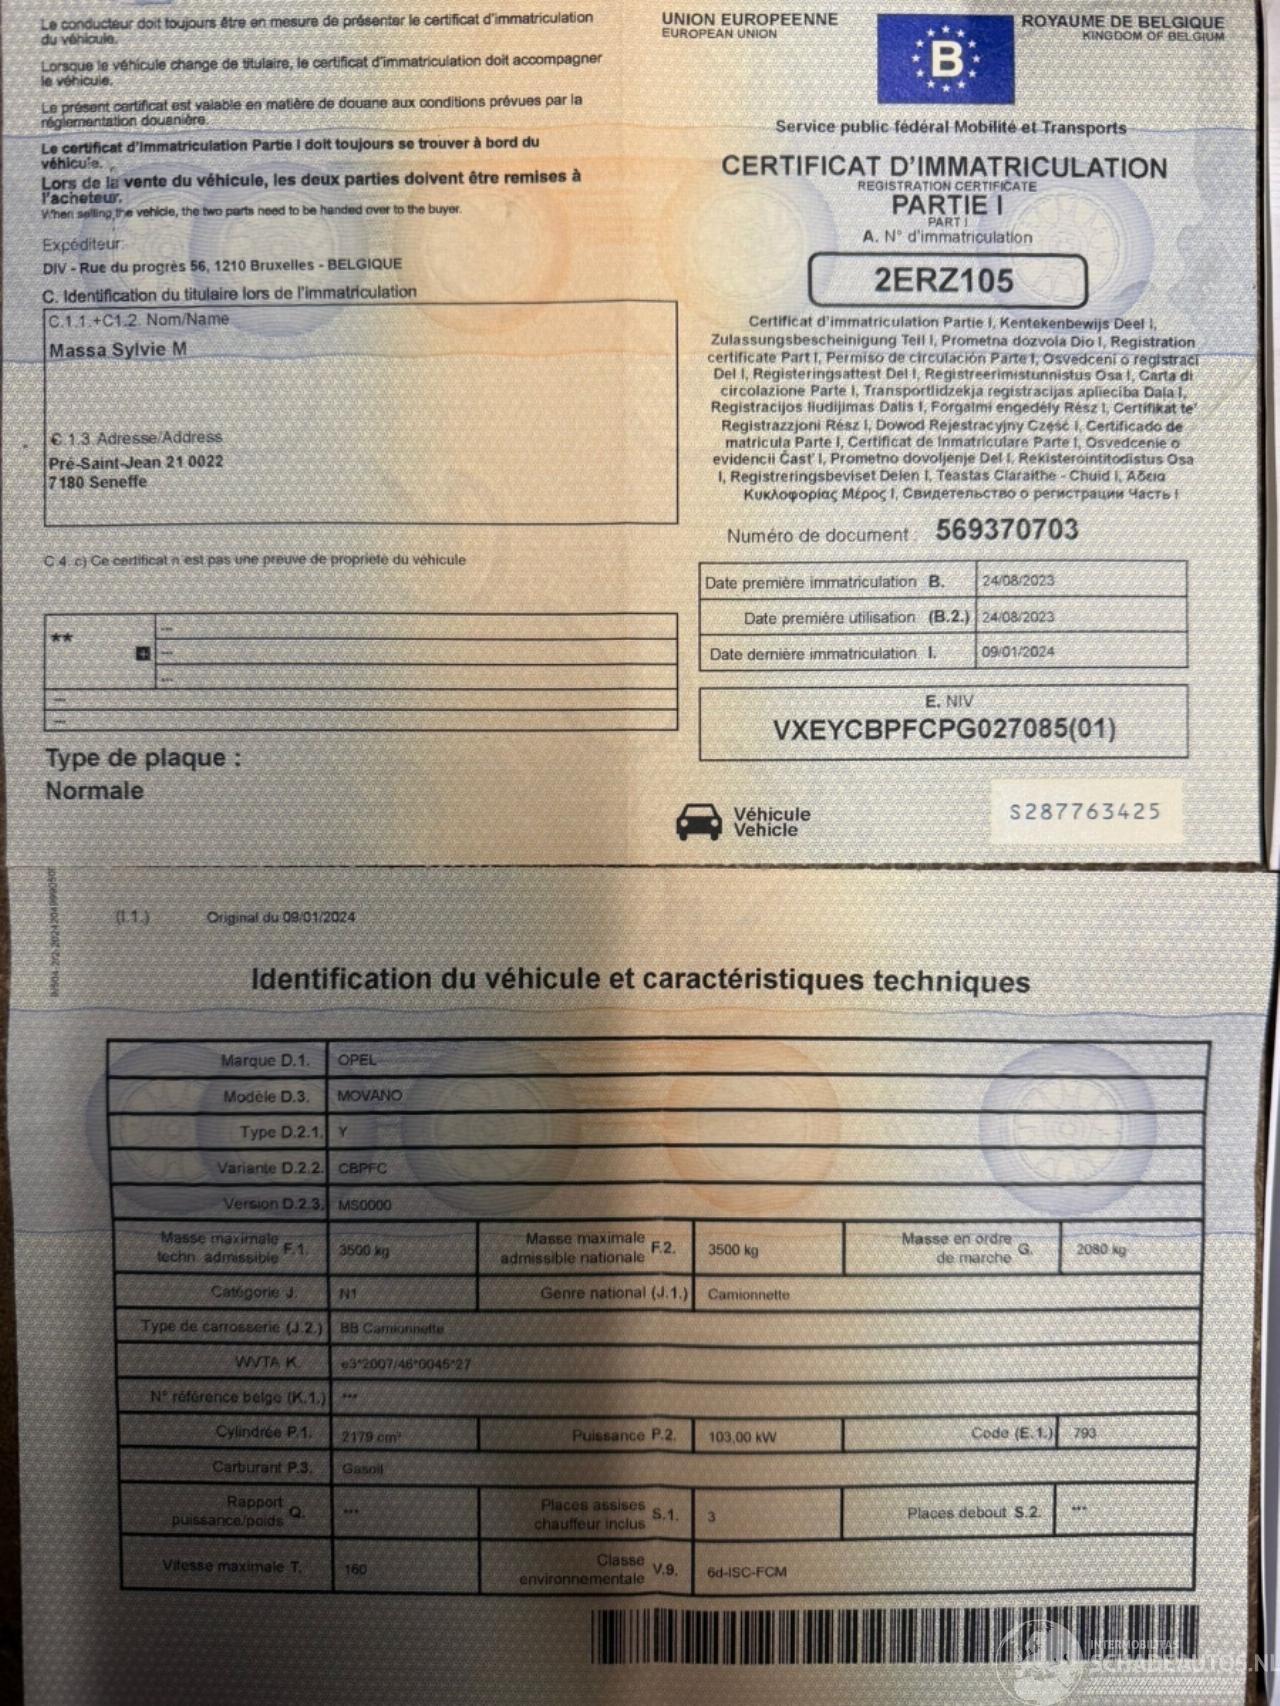 Le conducteur doit toujours être en mesure de présenter le certificat d'immatriculation
du véhicule.
Lorsque le véhicule change de titulaire, le certificat d'immatriculation doit accompagner
le véhicule.
Le présent certificat est valable en matière de douane aux conditions prévues par la
réglementation douanière.
Le certificat d'immatriculation Partie I doit toujours se trouver à bord du
véhicule.
Lors de la vente du véhicule, les deux parties doivent être remises à
l'acheteur.
When selling the vehicle, the two parts need to be handed over to the buyer.
Expéditeur:
DIV - Rue du progrès 56, 1210 Bruxelles - BELGIQUE
C. Identification du titulaire lors de l'immatriculation
C.1.1.+C1.2. Nom/Name
Massa Sylvie M
C.1.3. Adresse/Address
Pré-Saint-Jean 21 0022
7180 Seneffe
C.4. c) Ce certificat n'est pas une preuve de propriété du véhicule
**
---
---
---
---
---
Type de plaque :
Normale
UNION EUROPEENNE
EUROPEAN UNION
B
ROYAUME DE BELGIQUE
KINGDOM OF BELGIUM
Service public fédéral Mobilité et Transports
CERTIFICAT D'IMMATRICULATION
REGISTRATION CERTIFICATE
PARTIE I
PART I
A. N° d'immatriculation
2ERZ105
Certificat d'immatriculation Partie I, Kentekenbewijs Deel I,
Zulassungsbescheinigung Teil I, Prometna dozvola Dio I, Registration
certificate Part I, Permiso de circulación Parte I, Osvedceni o registraci
Del I, Registeringsattest Del I, Registreerimistunnistus Osa I, Carta di
circolazione Parte I, Transportlidzekja registracijas aplieciba Dala I,
Registracijos liudijimas Dalis I, Forgalmi engedély Rész I, Certifikat ta'
Registrazzjoni Rész I, Dowod Rejestracyjny Część I, Certificado de
matricula Parte I, Certificat de Inmatriculare Parte I, Osvedcenie o
evidencii Časť I, Prometno dovoljenje Del I, Rekisterointitodistus Osa
I, Registreringsbeviset Delen I, Teastas Claraithe - Chuid I, Αδεια
Κυκλοφορίας Μέρος I, Свидетельство о регистрации Часть I
Numéro de document : 569370703
Date première immatriculation B. 24/08/2023
Date première utilisation (B.2.) 24/08/2023
Date dernière immatriculation I. 09/01/2024
E. NIV
VXEYCBPFCPG027085(01)
Véhicule
Vehicle
S287763425
(I.1.) Original du 09/01/2024
Identification du véhicule et caractéristiques techniques
Marque D.1. OPEL
Modèle D.3. MOVANO
Type D.2.1. Y
Variante D.2.2. CBPFC
Version D.2.3. MS0000
Masse maximale techn. admissible F.1. 3500 kg Masse maximale admissible nationale F.2. 3500 kg Masse en ordre de marche G. 2080 kg
Catégorie J. N1 Genre national (J.1.) Camionnette
Type de carrosserie (J.2.) BB Camionnette
WVTA K. e3*2007/46*0045*27
N° référence belge (K.1.) ---
Cylindrée P.1. 2179 cm³ Puissance P.2. 103,00 kW Code (E.1.) 793
Carburant P.3. Gasoil
Rapport puissance/poids Q. --- Places assises chauffeur inclus S.1. 3 Places debout S.2. ---
Vitesse maximale T. 160 Classe environnementale V.9. 6d-ISC-FCM
INTERMOBILITAS
SCHADEAUTOS.NL